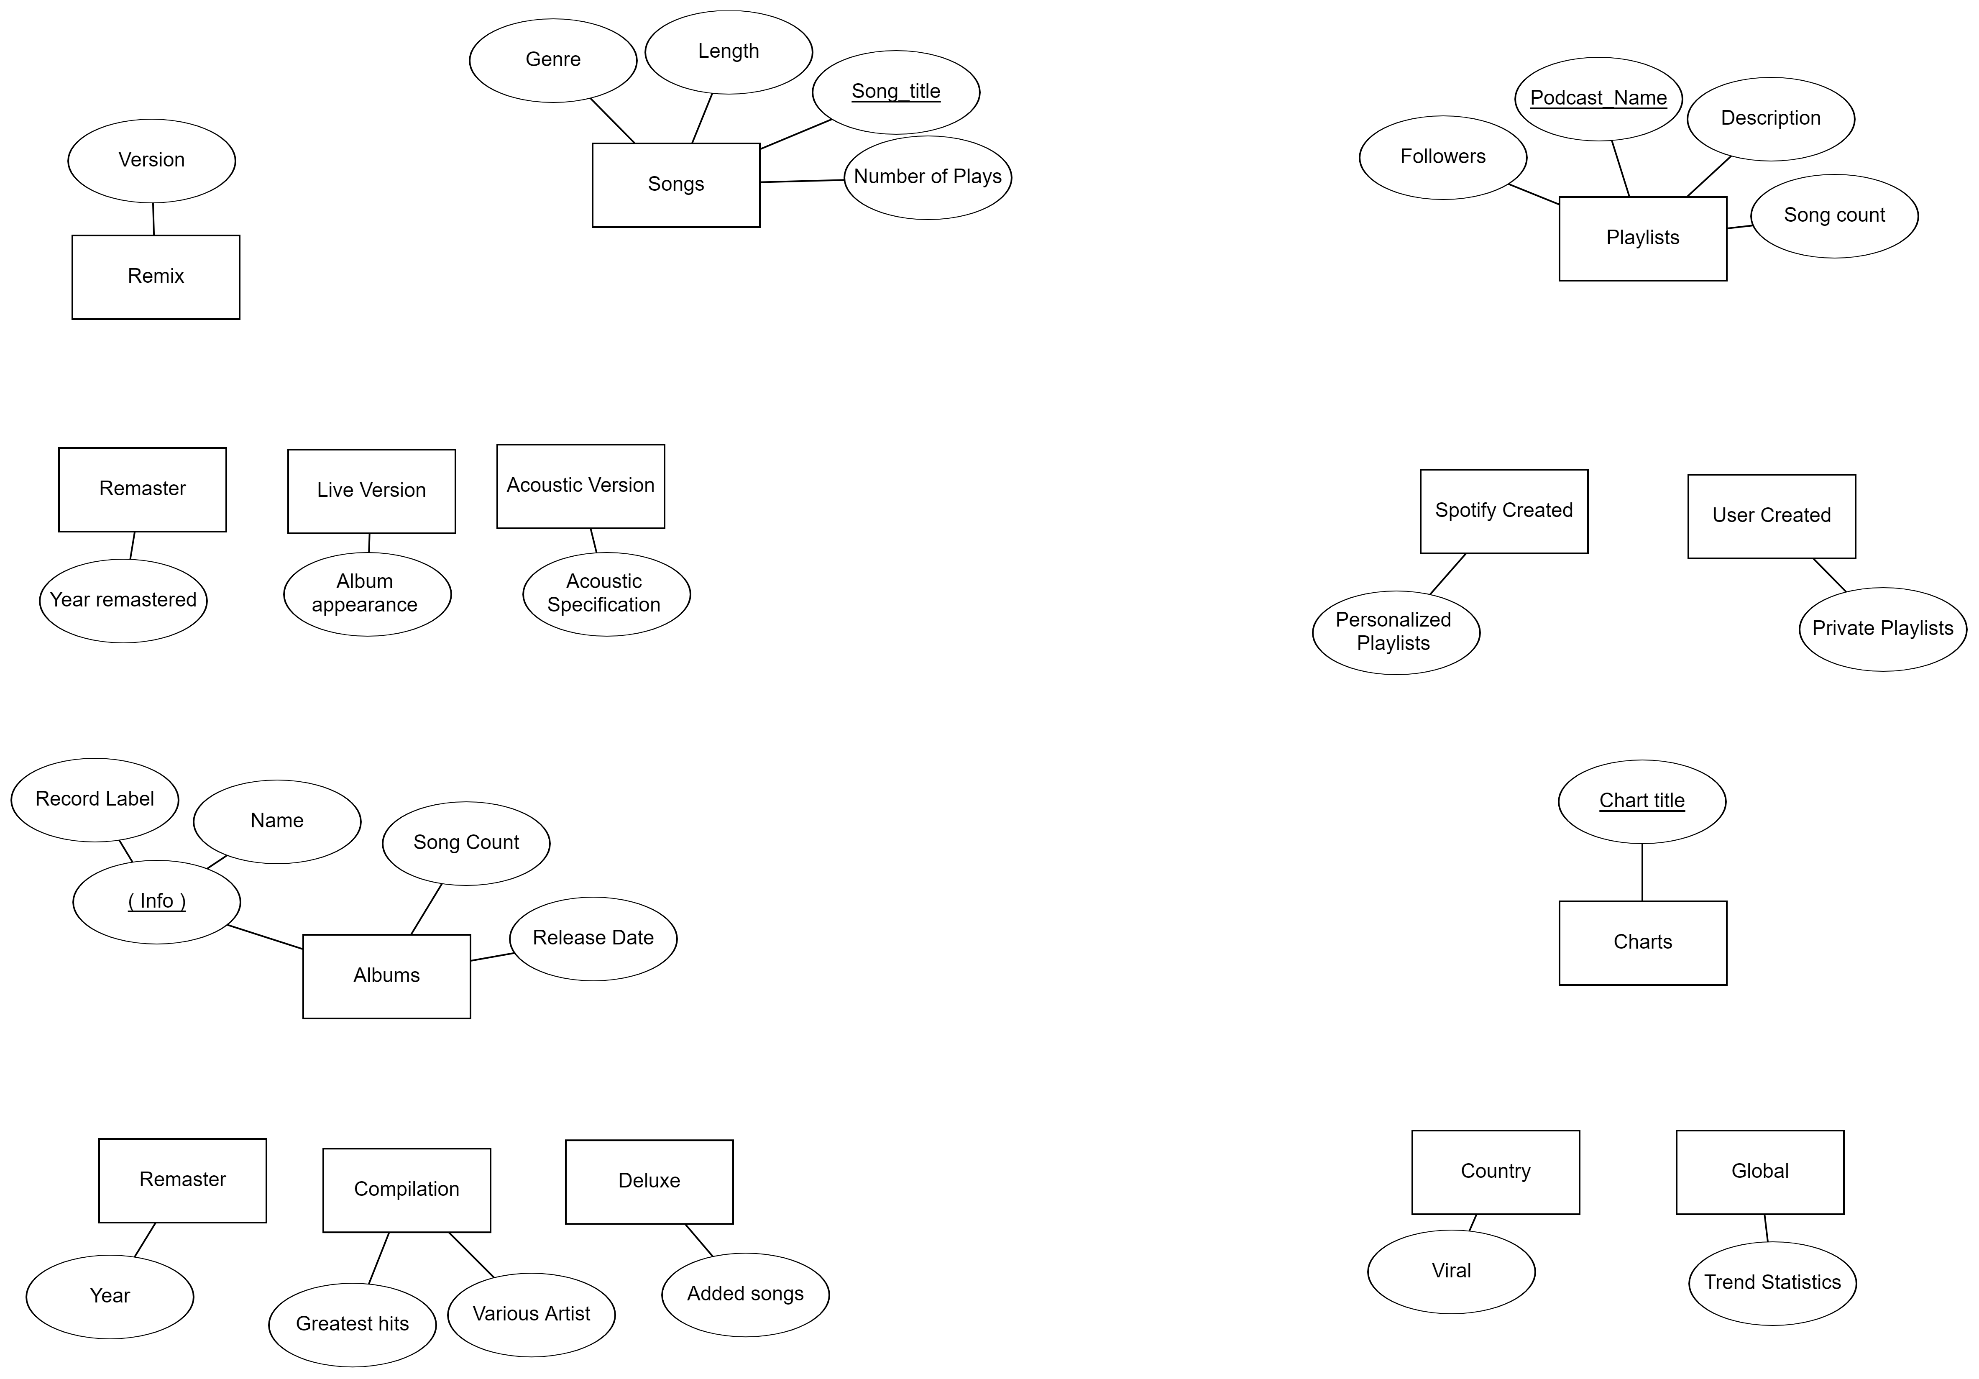 Genre
Length
Song_title
Number of Plays
Songs
Version
Remix
Podcast_Name
Description
Followers
Song count
Playlists
Remaster
Live Version
Acoustic Version
Year remastered
Album
appearance
Acoustic
Specification
Spotify Created
User Created
Personalized
Playlists
Private Playlists
Record Label
Name
Song Count
( Info )
Release Date
Albums
Chart title
Charts
Remaster
Compilation
Deluxe
Year
Greatest hits
Various Artist
Added songs
Country
Global
Viral
Trend Statistics